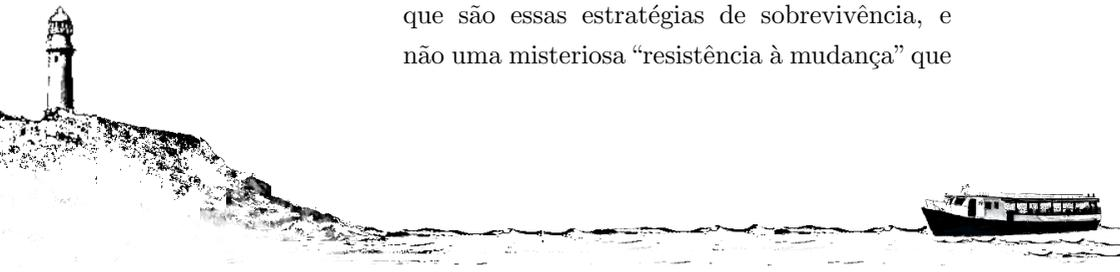 que são essas estratégias de sobrevivência, e
não uma misteriosa “resistência à mudança” que